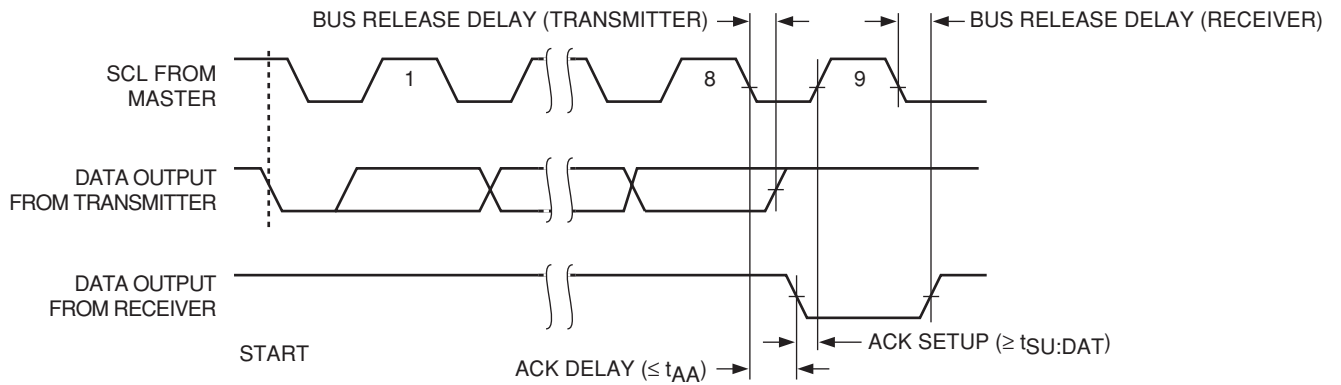 BUS RELEASE DELAY (TRANSMITTER)
BUS RELEASE DELAY (RECEIVER)
SCL FROM
MASTER
1
8
9
DATA OUTPUT
FROM TRANSMITTER
DATA OUTPUT
FROM RECEIVER
START
ACK SETUP (≥ tSU:DAT)
ACK DELAY (≤ tAA)